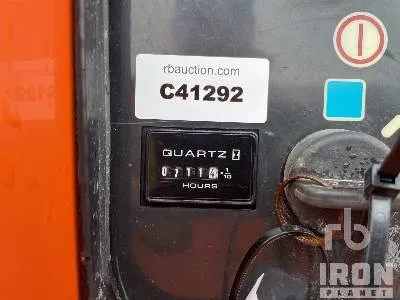 rbauction.com
C41292
QUARTZ
0711
1/10
HOURS
rb
IRON
PLANET